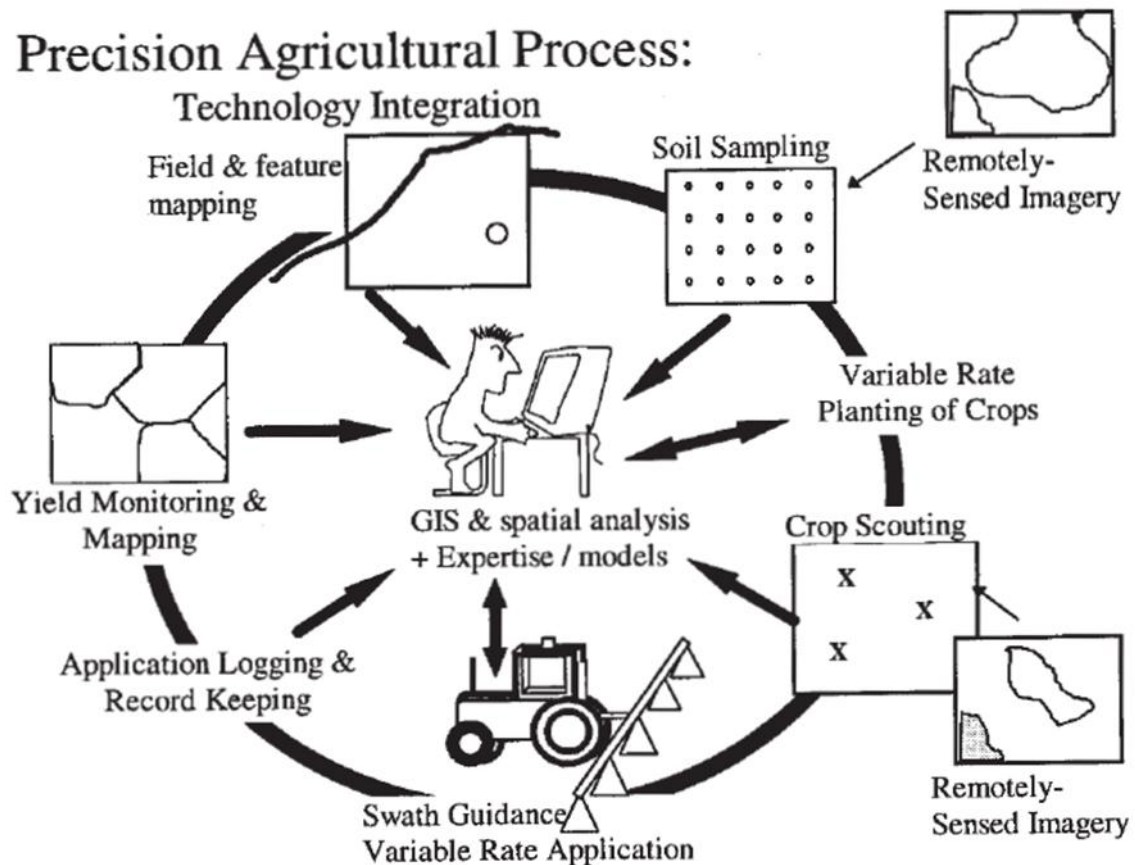 Precision Agricultural Process:
Technology Integration
Field & feature
mapping
Soil Sampling
Remotely-
Sensed Imagery
Variable Rate
Planting of Crops
Yield Monitoring &
Mapping
GIS & spatial analysis
+ Expertise / models
Crop Scouting
X
X
X
Application Logging &
Record Keeping
Swath Guidance
Variable Rate Application
Remotely-
Sensed Imagery